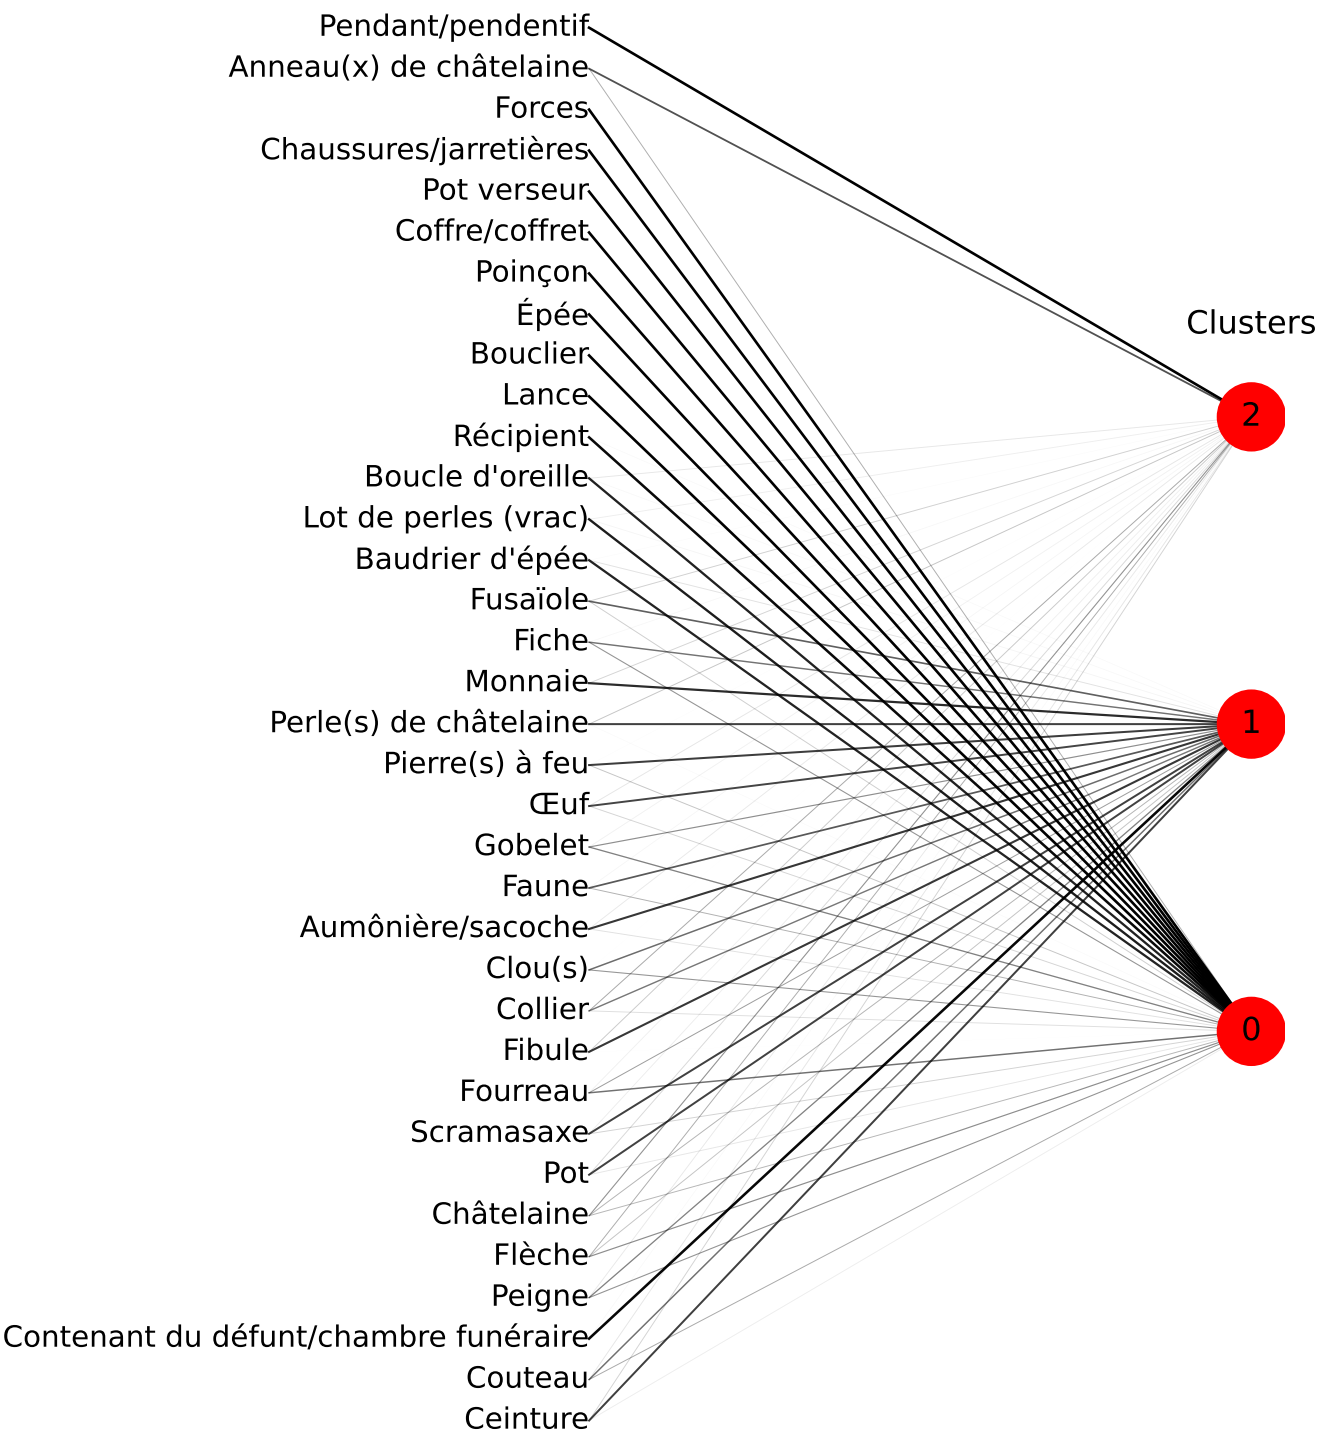 Pendant/pendentif
Anneau(x) de châtelaine
Forces
Chaussures/jarretières
Pot verseur
Coffre/coffret
Poinçon
Épée
Bouclier
Lance
Récipient
Boucle d'oreille
Lot de perles (vrac)
Baudrier d'épée
Fusaïole
Fiche
Monnaie
Perle(s) de châtelaine
Pierre(s) à feu
Œuf
Gobelet
Faune
Aumônière/sacoche
Clou(s)
Collier
Fibule
Fourreau
Scramasaxe
Pot
Châtelaine
Flèche
Peigne
Contenant du défunt/chambre funéraire
Couteau
Ceinture
Clusters
2
1
0